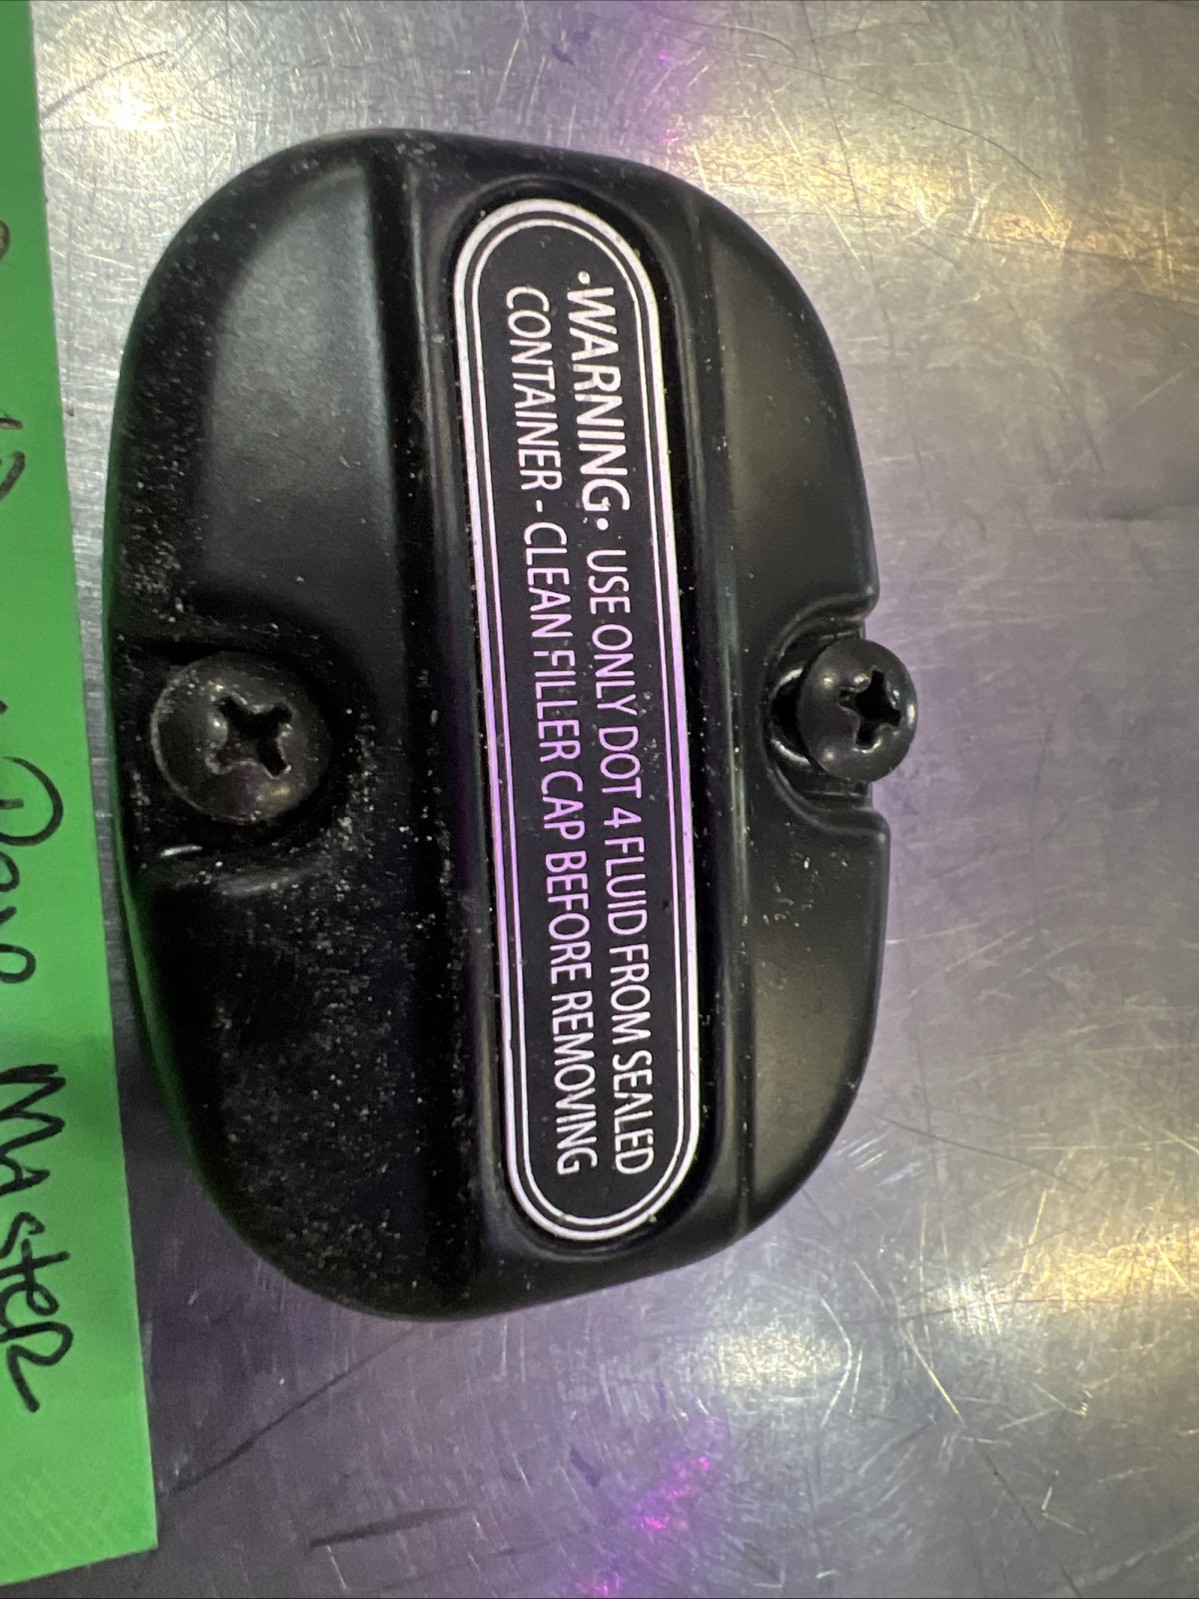 •WARNING• USE ONLY DOT 4 FLUID FROM SEALED
CONTAINER - CLEAN FILLER CAP BEFORE REMOVING
Master